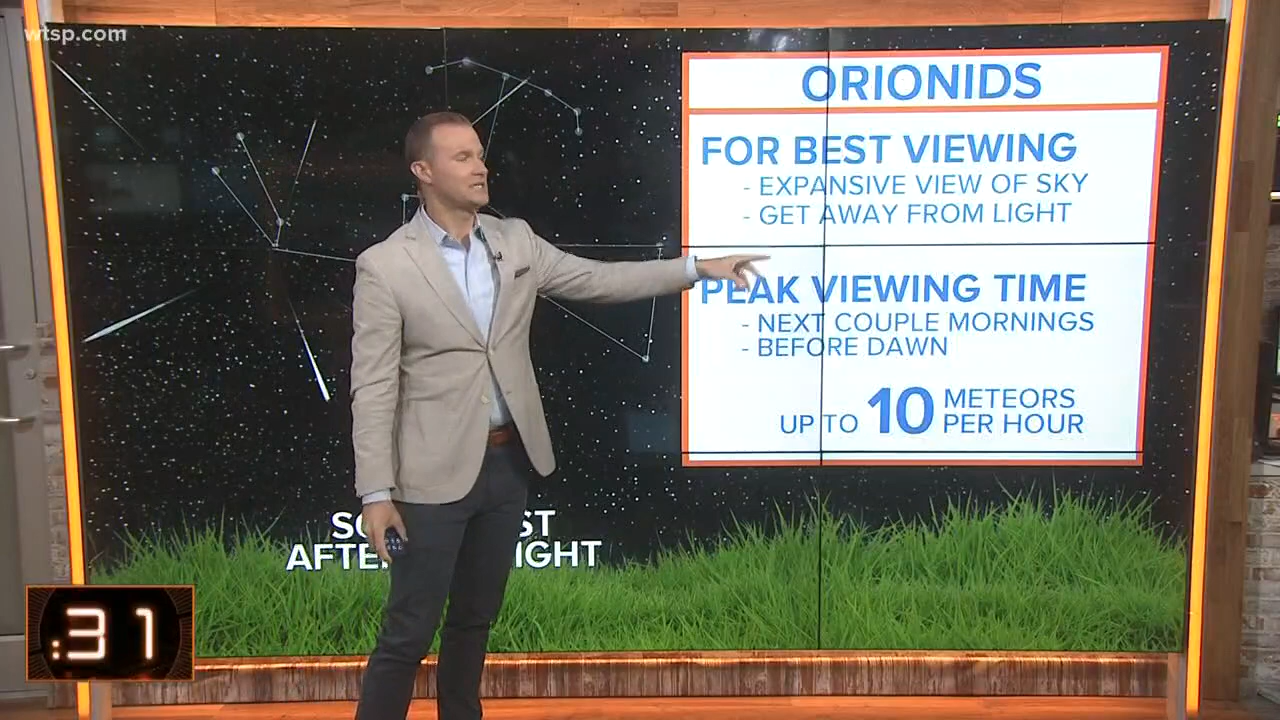 wtsp.com
ORIONIDS
FOR BEST VIEWING
- EXPANSIVE VIEW OF SKY
- GET AWAY FROM LIGHT
PEAK VIEWING TIME
- NEXT COUPLE MORNINGS
- BEFORE DAWN
UP TO 10 METEORS
PER HOUR
:31